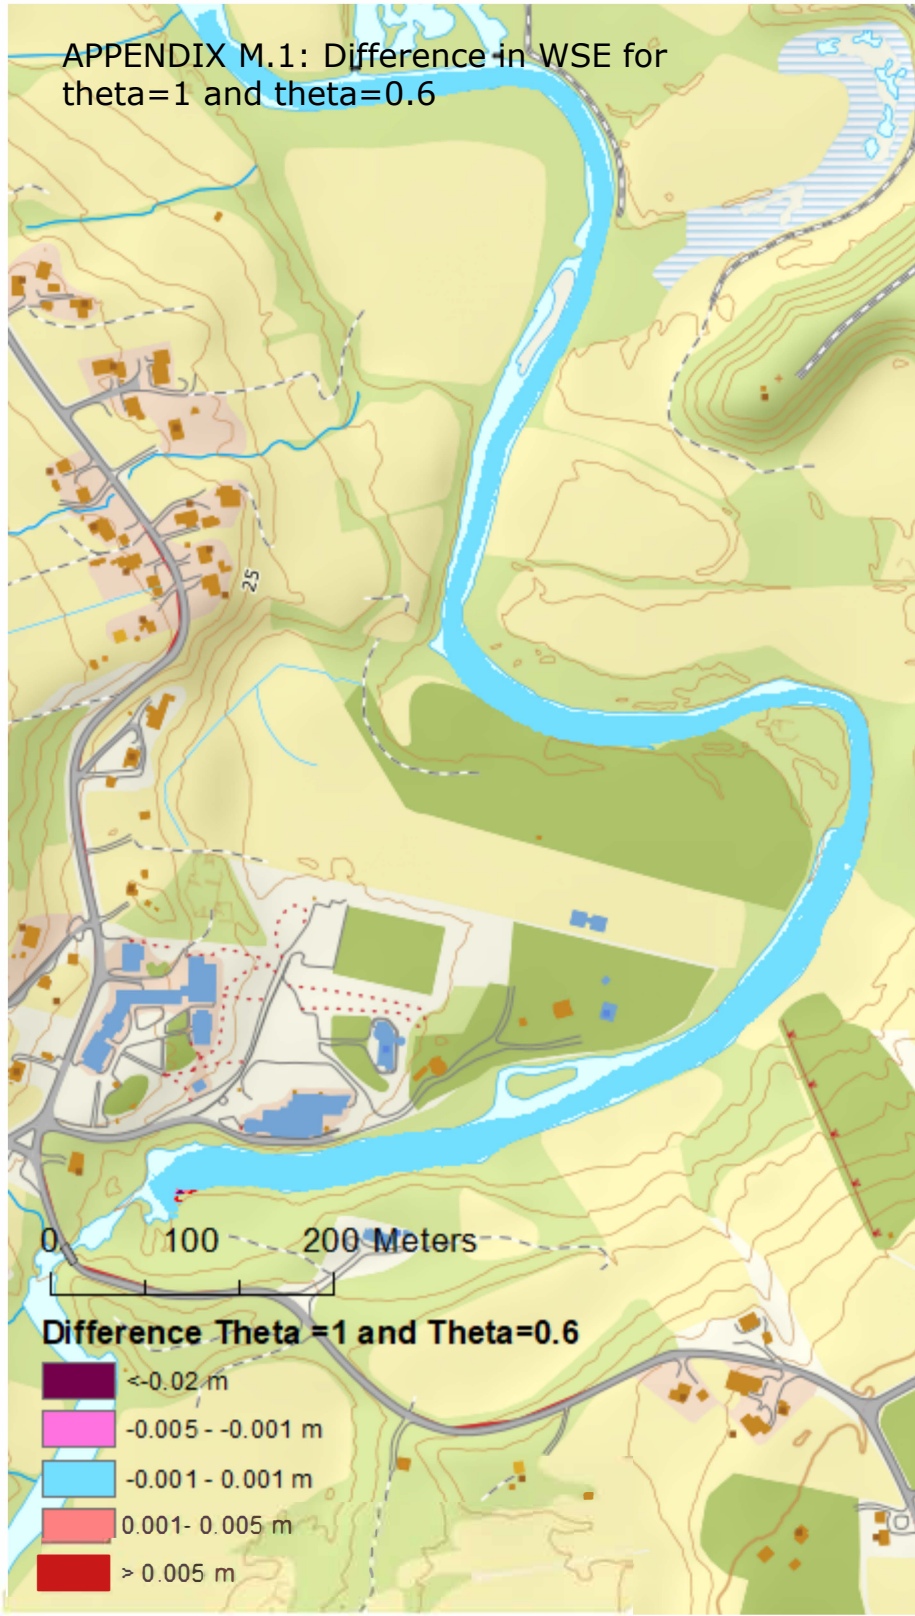 APPENDIX M.1: Difference in WSE for
theta=1 and theta=0.6
25
0 100 200 Meters
Difference Theta =1 and Theta=0.6
<-0.02 m
-0.005 - -0.001 m
-0.001 - 0.001 m
0.001- 0.005 m
> 0.005 m